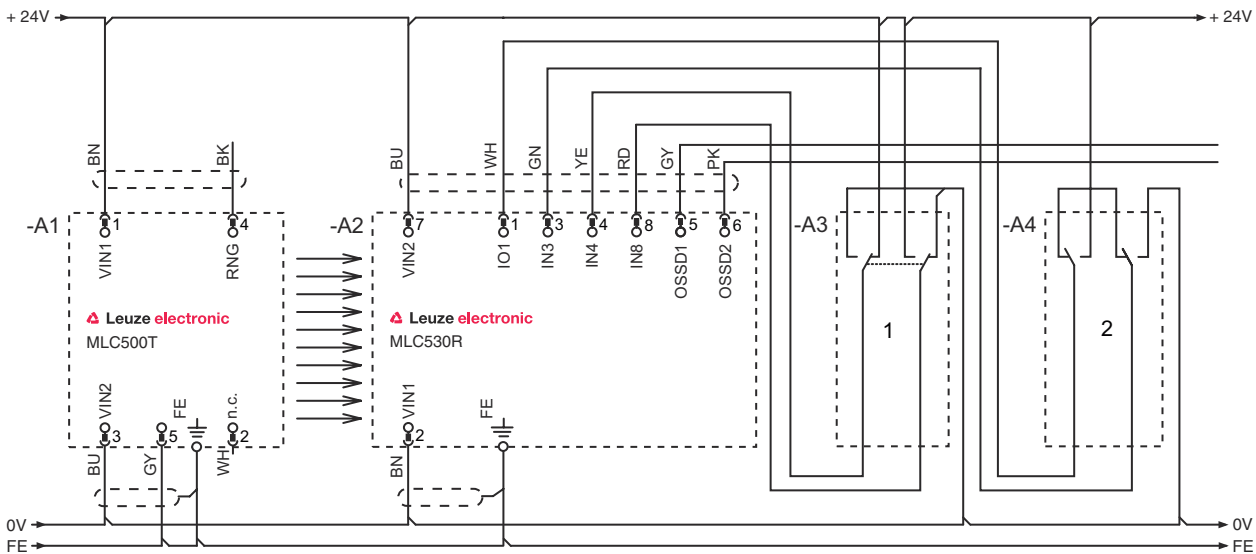 + 24V
+ 24V
BN
BK
BU
WH
GN
YE
RD
GY
PK
-A1
1
4
-A2
7
1
3
4
8
5
6
-A3
-A4
VIN1
RNG
VIN2
IO1
IN3
IN4
IN8
OSSD1
OSSD2
Leuze electronic
MLC500T
Leuze electronic
MLC530R
1
2
VIN2
FE
n.c.
VIN1
FE
3
5
2
2
BU
GY
WH
BN
0V
0V
FE
FE